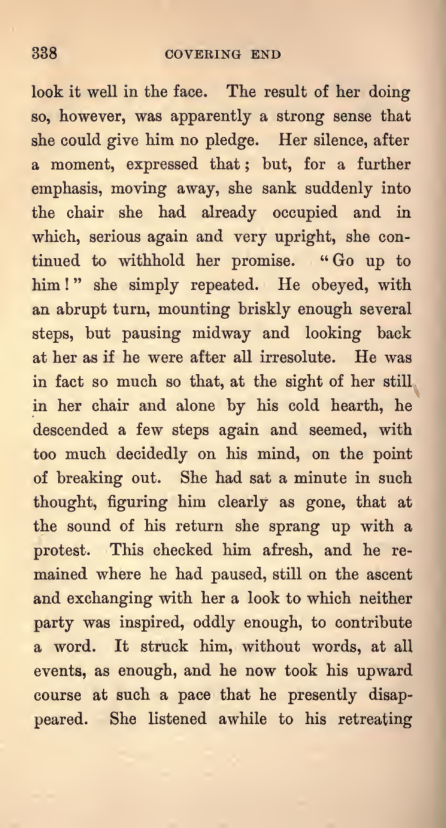 338 COVERING END
look it well in the face. The result of her doing
so, however, was apparently a strong sense that
she could give him no pledge. Her silence, after
a moment, expressed that; but, for a further
emphasis, moving away, she sank suddenly into
the chair she had already occupied and in
which, serious again and very upright, she con-
tinued to withhold her promise. “Go up to
him!” she simply repeated. He obeyed, with
an abrupt turn, mounting briskly enough several
steps, but pausing midway and looking back
at her as if he were after all irresolute. He was
in fact so much so that, at the sight of her still
in her chair and alone by his cold hearth, he
descended a few steps again and seemed, with
too much decidedly on his mind, on the point
of breaking out. She had sat a minute in such
thought, figuring him clearly as gone, that at
the sound of his return she sprang up with a
protest. This checked him afresh, and he re-
mained where he had paused, still on the ascent
and exchanging with her a look to which neither
party was inspired, oddly enough, to contribute
a word. It struck him, without words, at all
events, as enough, and he now took his upward
course at such a pace that he presently disap-
peared. She listened awhile to his retreating